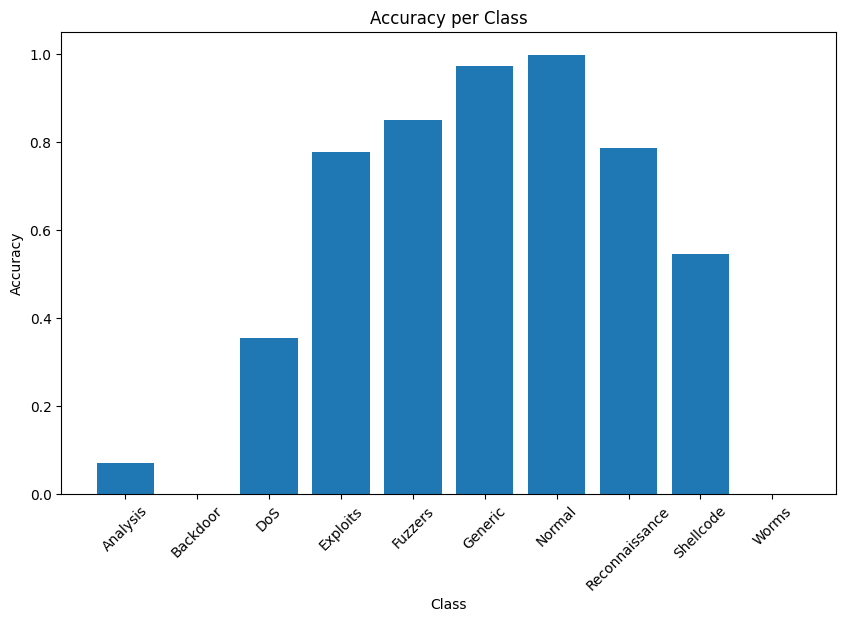 Accuracy per Class
Accuracy
1.0
0.8
0.6
0.4
0.2
0.0
Analysis
Backdoor
DoS
Exploits
Fuzzers
Generic
Normal
Reconnaissance
Shellcode
Worms
Class